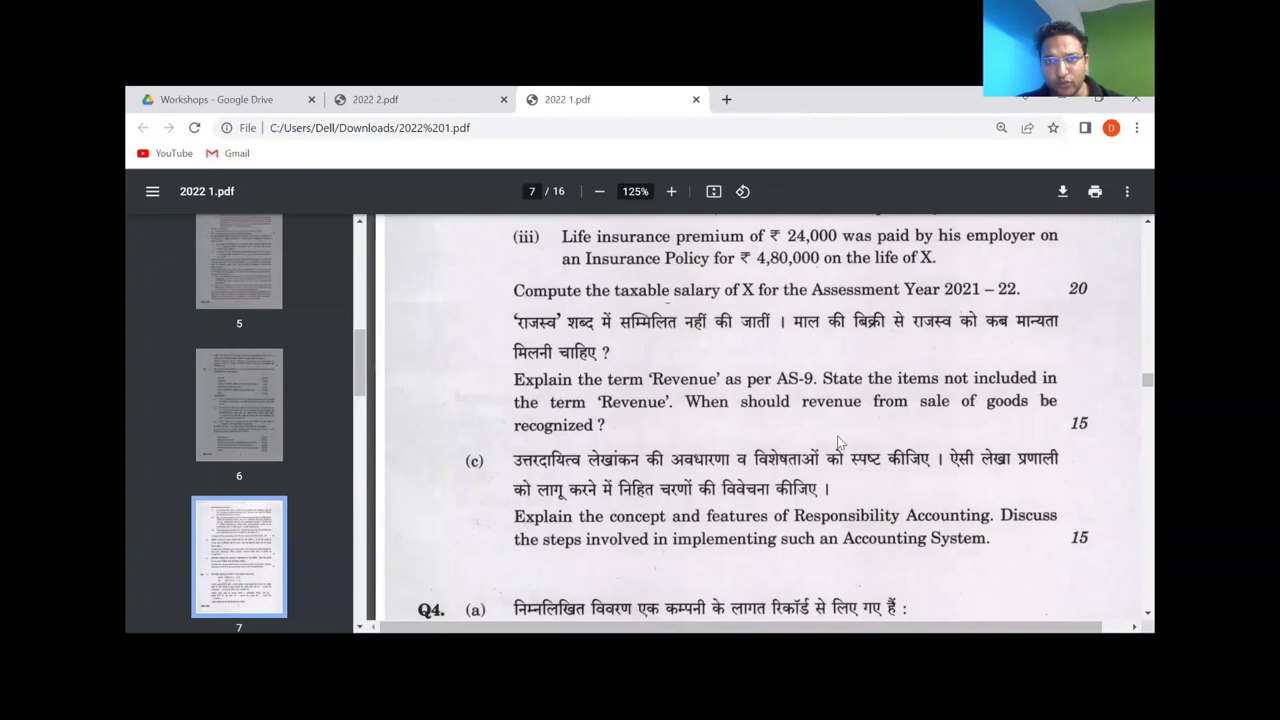 Workshops - Google Drive
2022 2.pdf
2022 1.pdf
File C:/Users/Dell/Downloads/2022%201.pdf
D
YouTube
Gmail
2022 1.pdf
7 / 16
125%
5
6
7
(iii) Life insurance premium of ₹ 24,000 was paid by his employer on
an Insurance Policy for ₹ 4,80,000 on the life of X.
Compute the taxable salary of X for the Assessment Year 2021 – 22. 20
'राजस्व' शब्द में सम्मिलित नहीं की जातीं । माल की बिक्री से राजस्व को कब मान्यता
मिलनी चाहिए ?
Explain the term 'Revenue' as per AS-9. State the items not included in
the term 'Revenue'. When should revenue from sale of goods be
recognized ? 15
(c) उत्तरदायित्व लेखांकन की अवधारणा व विशेषताओं को स्पष्ट कीजिए । ऐसी लेखा प्रणाली
को लागू करने में निहित चरणों की विवेचना कीजिए ।
Explain the concept and features of Responsibility Accounting. Discuss
the steps involved in implementing such an Accounting System. 15
Q4. (a) निम्नलिखित विवरण एक कम्पनी के लागत रिकॉर्ड से लिए गए हैं :